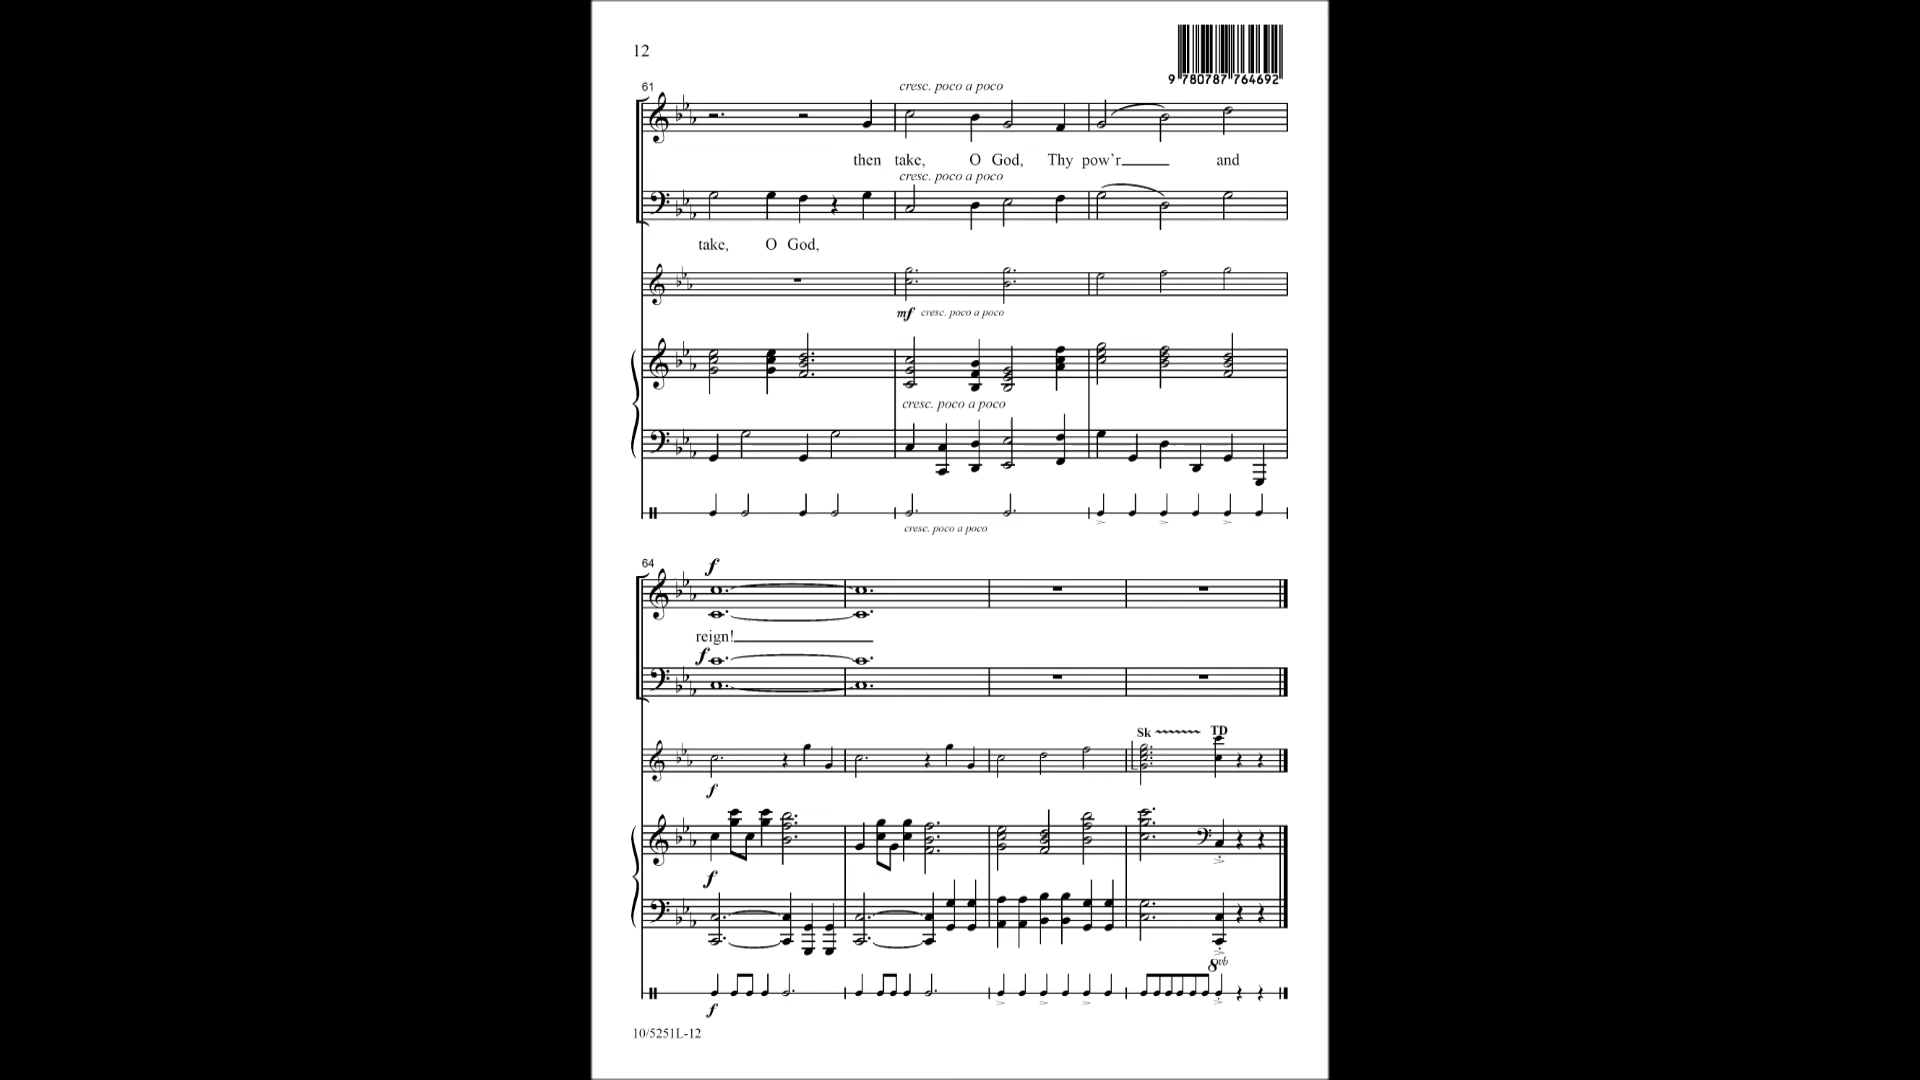 12
9 780787 764692
61
cresc. poco a poco
then take, O God, Thy pow'r and
cresc. poco a poco
take, O God,
mf cresc. poco a poco
cresc. poco a poco
cresc. poco a poco
64
f
reign!
f
Sk TD
f
f
8vb
f
10/5251L-12